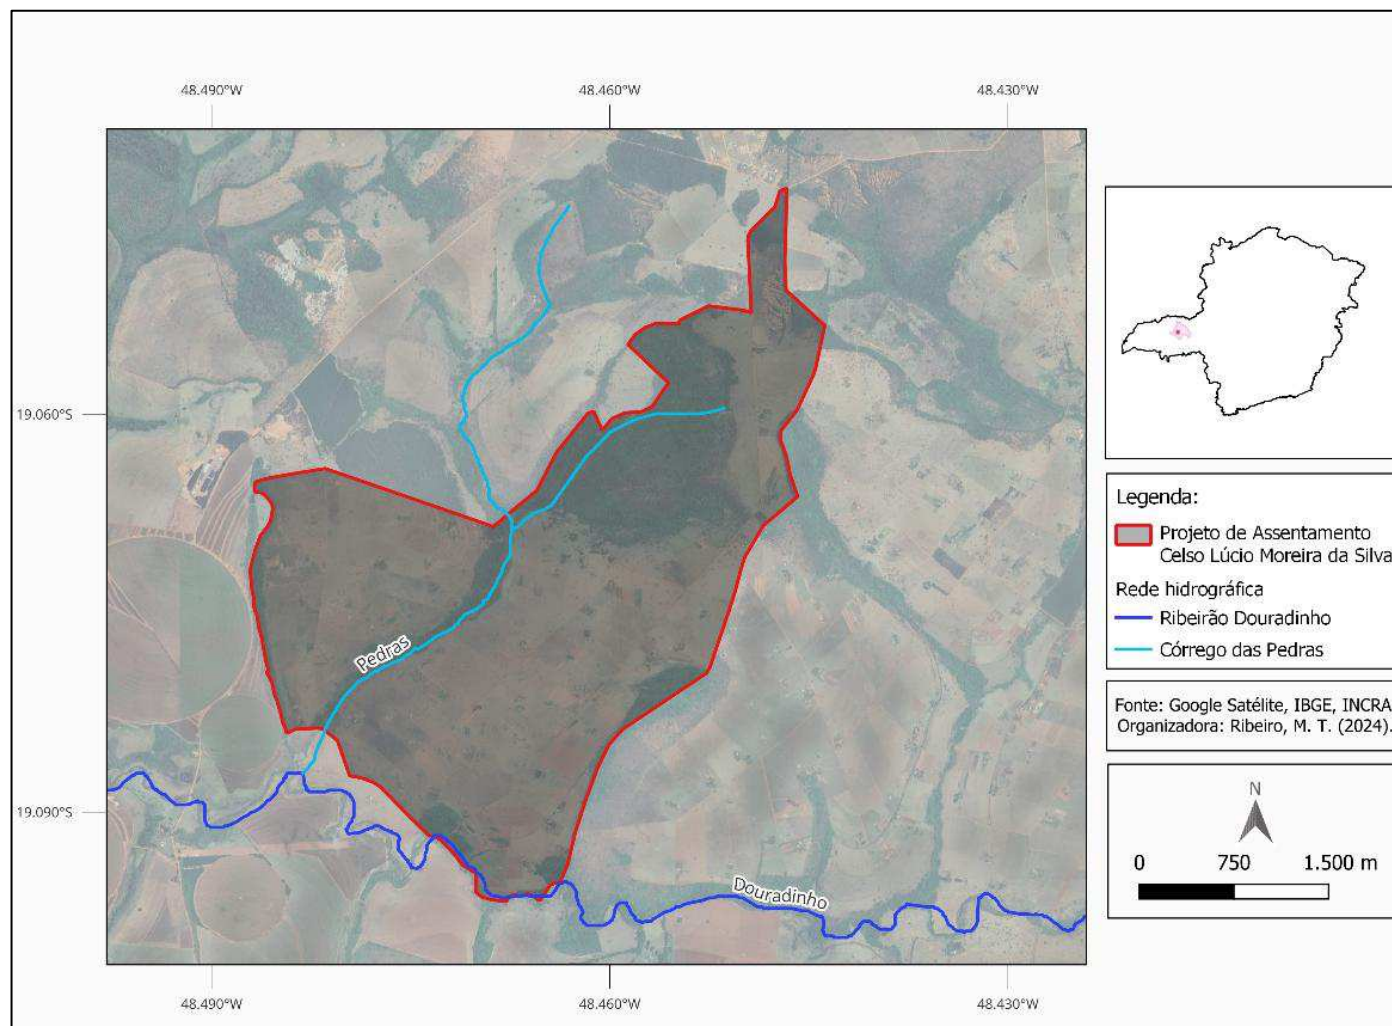 48.490°W
48.460°W
48.430°W
19.060°S
19.090°S
Pedras
Douradinho
48.490°W
48.460°W
48.430°W
Legenda:
Projeto de Assentamento
Celso Lúcio Moreira da Silva
Rede hidrográfica
Ribeirão Douradinho
Córrego das Pedras
Fonte: Google Satélite, IBGE, INCRA
Organizadora: Ribeiro, M. T. (2024).
N
0 750 1.500 m